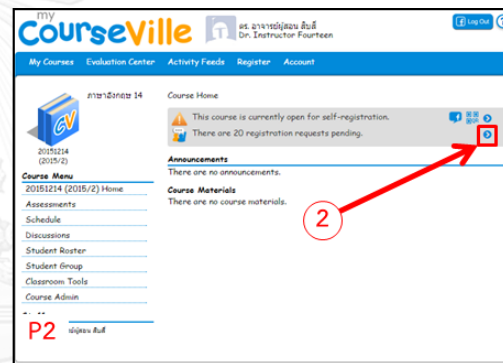 my
CourseVille
ดร. อาจารย์ผู้สอน สิบสี่
Dr. Instructor Fourteen
Log Out
My Courses Evaluation Center Activity Feeds Register Account
ภาษาอังกฤษ 14
CV
20151214
(2015/2)
Course Home
This course is currently open for self-registration.
There are 20 registration requests pending.
Announcements
There are no announcements.
Course Materials
There are no course materials.
Course Menu
20151214 (2015/2) Home
Assessments
Schedule
Discussions
Student Roster
Student Group
Classroom Tools
Course Admin
2
P2
สิบสี่